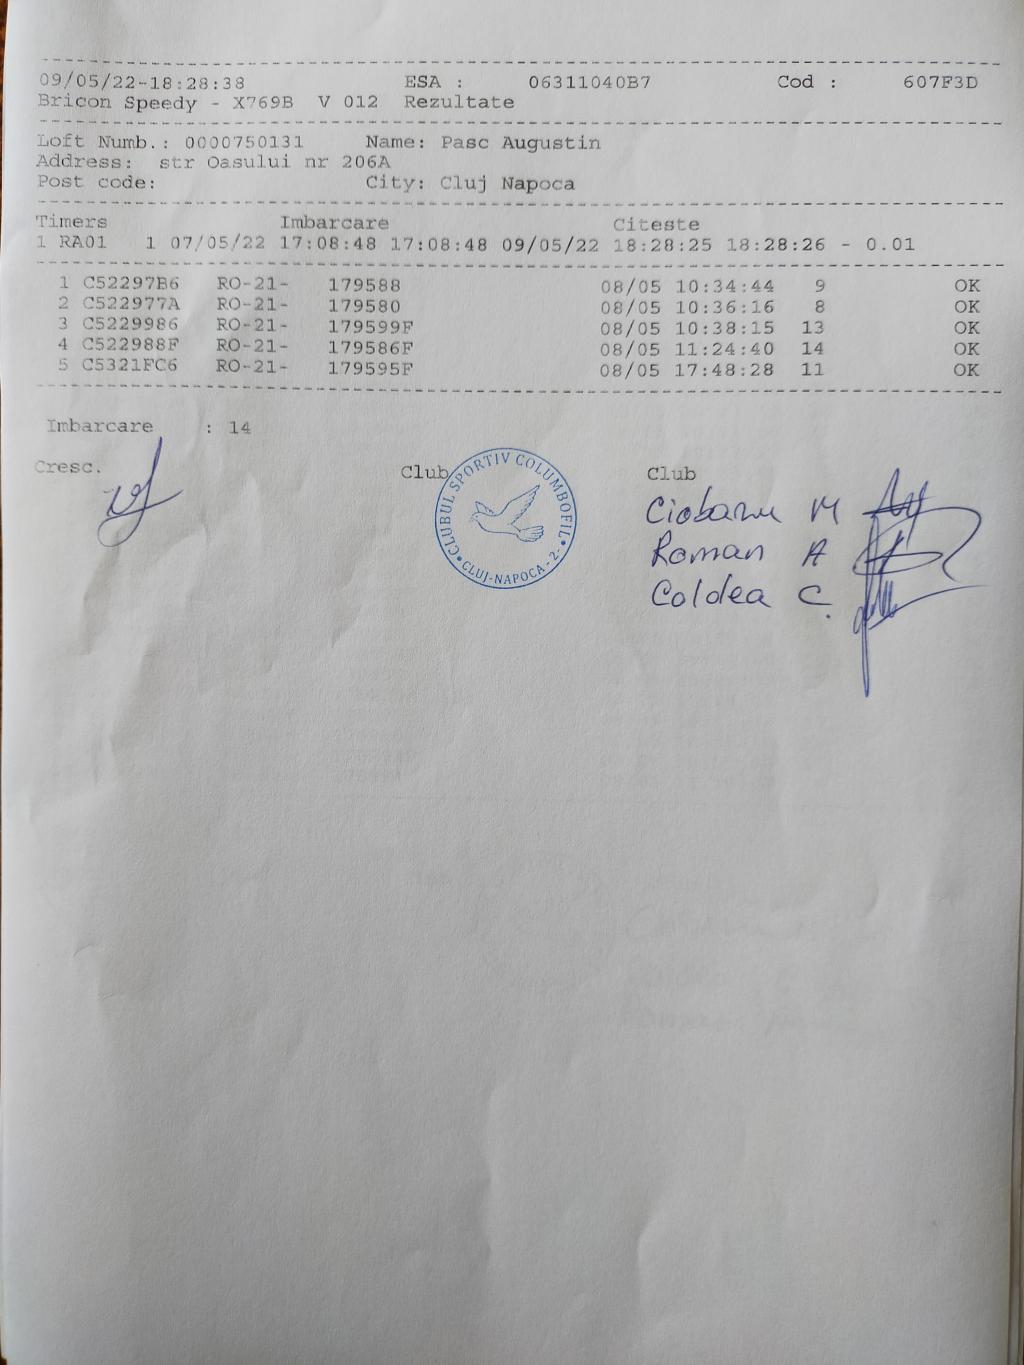 09/05/22-18:28:38 ESA : 06311040B7 Cod : 607F3D
Bricon Speedy - X769B V 012 Rezultate
Loft Numb.: 0000750131 Name: Pasc Augustin
Address: str Oasului nr 206A
Post code: City: Cluj Napoca
Timers Imbarcare Citeste
1 RA01 1 07/05/22 17:08:48 17:08:48 09/05/22 18:28:25 18:28:26 - 0.01
1 C52297B6 RO-21- 179588 08/05 10:34:44 9 OK
2 C522977A RO-21- 179580 08/05 10:36:16 8 OK
3 C5229986 RO-21- 179599F 08/05 10:38:15 13 OK
4 C522988F RO-21- 179586F 08/05 11:24:40 14 OK
5 C5321FC6 RO-21- 179595F 08/05 17:48:28 11 OK
Imbarcare : 14
Cresc. Club Club
CLUBUL SPORTIV COLUMBOFIL
CLUJ-NAPOCA - 2-
Ciobanu M
Roman A
Coldea C.